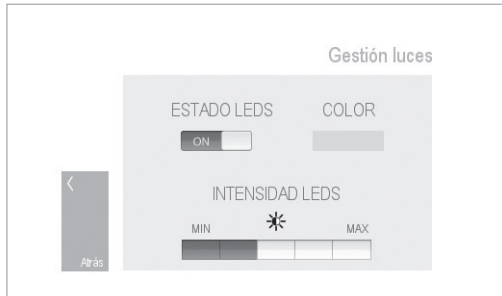 Gestión luces
ESTADO LEDS COLOR
ON
INTENSIDAD LEDS
MIN MAX
Atrás